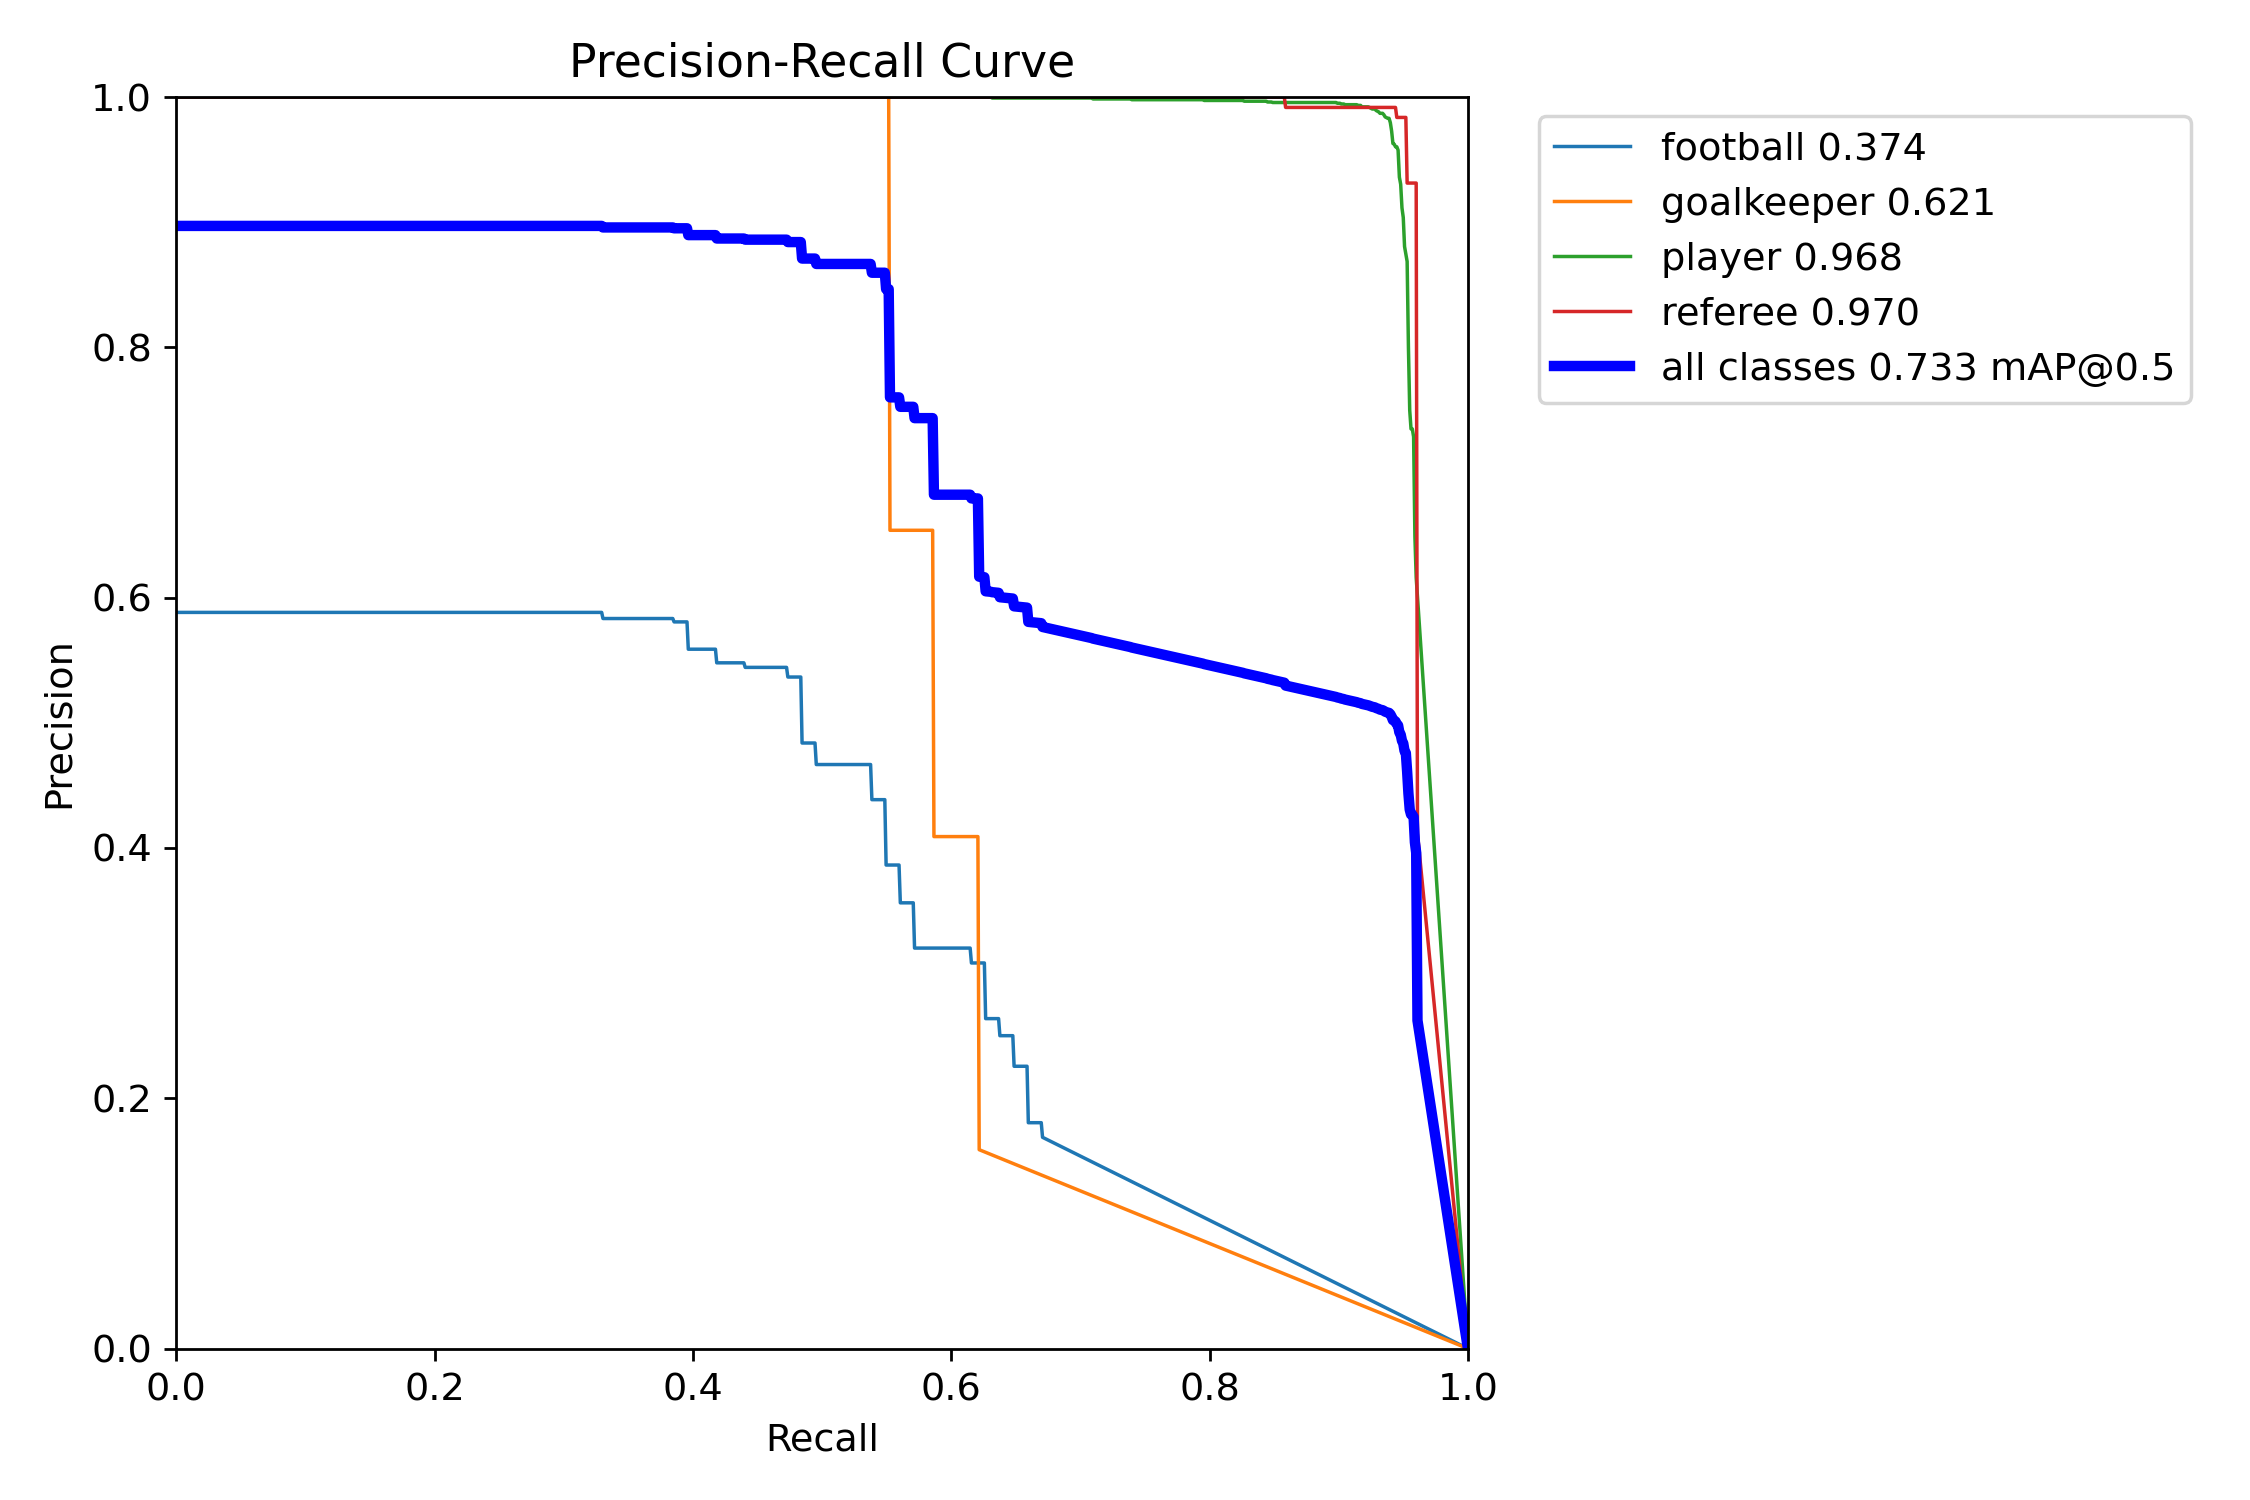 Precision-Recall Curve
1.0
0.8
0.6
0.4
0.2
0.0
Precision
0.0 0.2 0.4 0.6 0.8 1.0
Recall
football 0.374
goalkeeper 0.621
player 0.968
referee 0.970
all classes 0.733 mAP@0.5